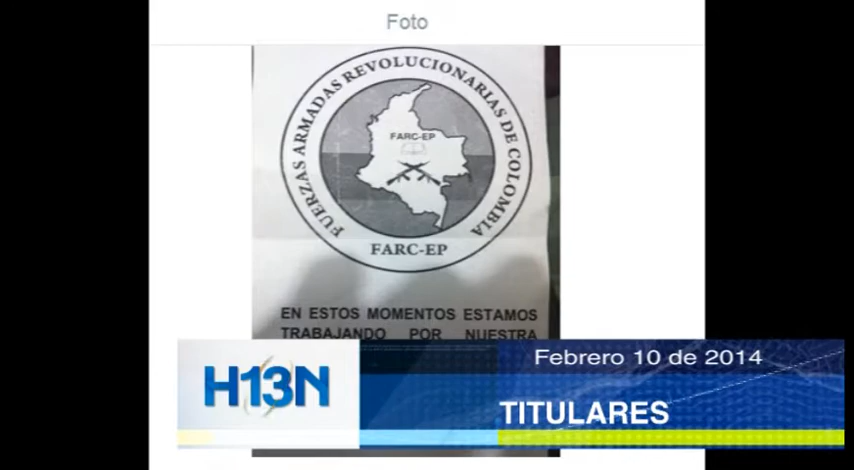 Foto
FUERZAS ARMADAS REVOLUCIONARIAS DE COLOMBIA
FARC-EP
FARC-EP
EN ESTOS MOMENTOS ESTAMOS
TRABAJANDO POR NUESTRA
Febrero 10 de 2014
H13N
TITULARES